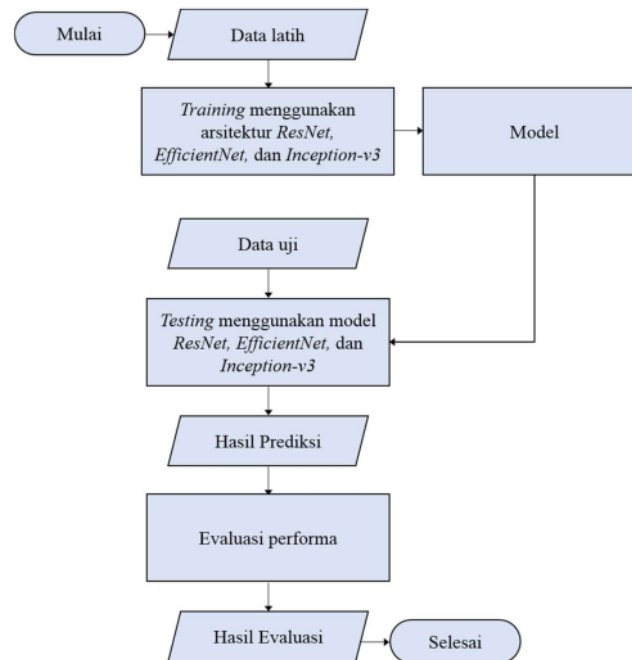 Mulai
Data latih
Training menggunakan
arsitektur ResNet,
EfficientNet, dan Inception-v3
Model
Data uji
Testing menggunakan model
ResNet, EfficientNet, dan
Inception-v3
Hasil Prediksi
Evaluasi performa
Hasil Evaluasi
Selesai